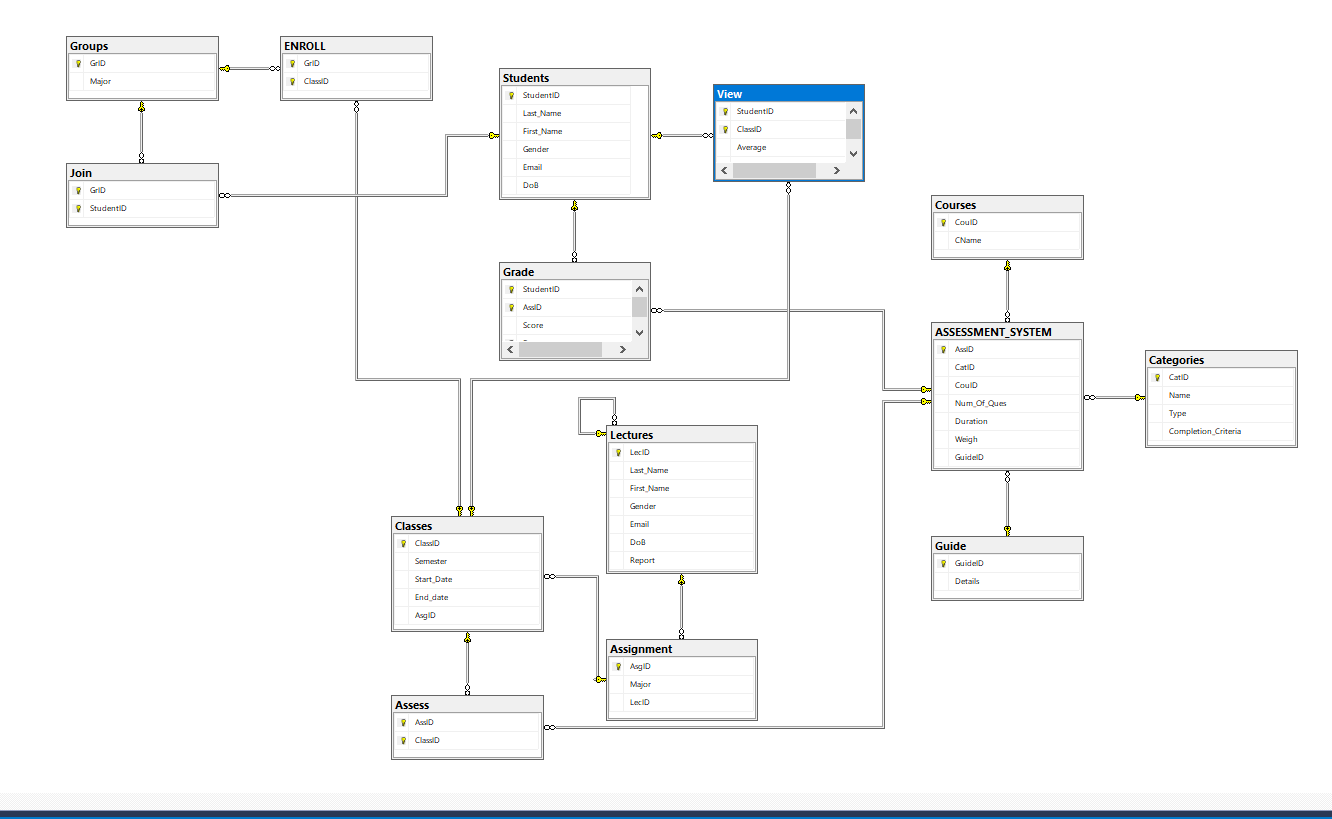 Groups
GrID
Major
ENROLL
GrID
ClassID
Students
StudentID
Last_Name
First_Name
Gender
Email
DoB
View
StudentID
ClassID
Average
Join
GrID
StudentID
Courses
CouID
CName
Grade
StudentID
AssID
Score
ASSESSMENT_SYSTEM
AssID
CatID
CouID
Num_Of_Ques
Duration
Weigh
GuideID
Categories
CatID
Name
Type
Completion_Criteria
Lectures
LecID
Last_Name
First_Name
Gender
Email
DoB
Report
Classes
ClassID
Semester
Start_Date
End_date
AsgID
Guide
GuideID
Details
Assignment
AsgID
Major
LecID
Assess
AssID
ClassID